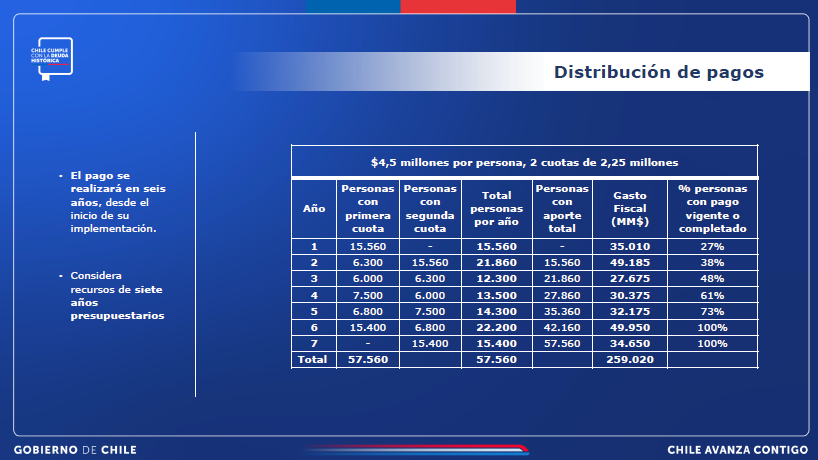 CHILE CUMPLE
CON LA DEUDA
HISTÓRICA
Distribución de pagos
• El pago se
realizará en seis
años, desde el
inicio de su
implementación.
• Considera
recursos de siete
años
presupuestarios
$4,5 millones por persona, 2 cuotas de 2,25 millones
Año Personas con primera cuota Personas con segunda cuota Total personas por año Personas con aporte total Gasto Fiscal (MM$) % personas con pago vigente o completado
1 15.560 - 15.560 - 35.010 27%
2 6.300 15.560 21.860 15.560 49.185 38%
3 6.000 6.300 12.300 21.860 27.675 48%
4 7.500 6.000 13.500 27.860 30.375 61%
5 6.800 7.500 14.300 35.360 32.175 73%
6 15.400 6.800 22.200 42.160 49.950 100%
7 - 15.400 15.400 57.560 34.650 100%
Total 57.560 57.560 259.020
GOBIERNO DE CHILE
CHILE AVANZA CONTIGO